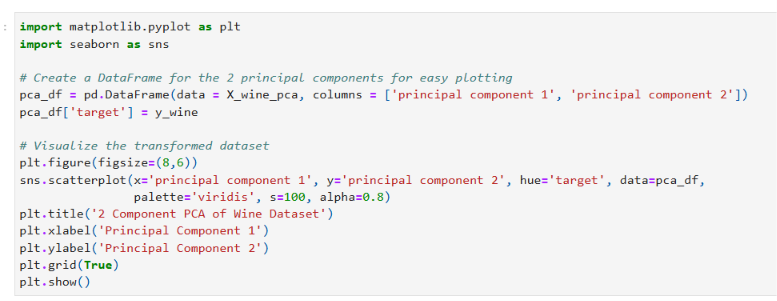 import matplotlib.pyplot as plt
import seaborn as sns
# Create a DataFrame for the 2 principal components for easy plotting
pca_df = pd.DataFrame(data = X_wine_pca, columns = ['principal component 1', 'principal component 2'])
pca_df['target'] = y_wine
# Visualize the transformed dataset
plt.figure(figsize=(8,6))
sns.scatterplot(x='principal component 1', y='principal component 2', hue='target', data=pca_df,
palette='viridis', s=100, alpha=0.8)
plt.title('2 Component PCA of Wine Dataset')
plt.xlabel('Principal Component 1')
plt.ylabel('Principal Component 2')
plt.grid(True)
plt.show()